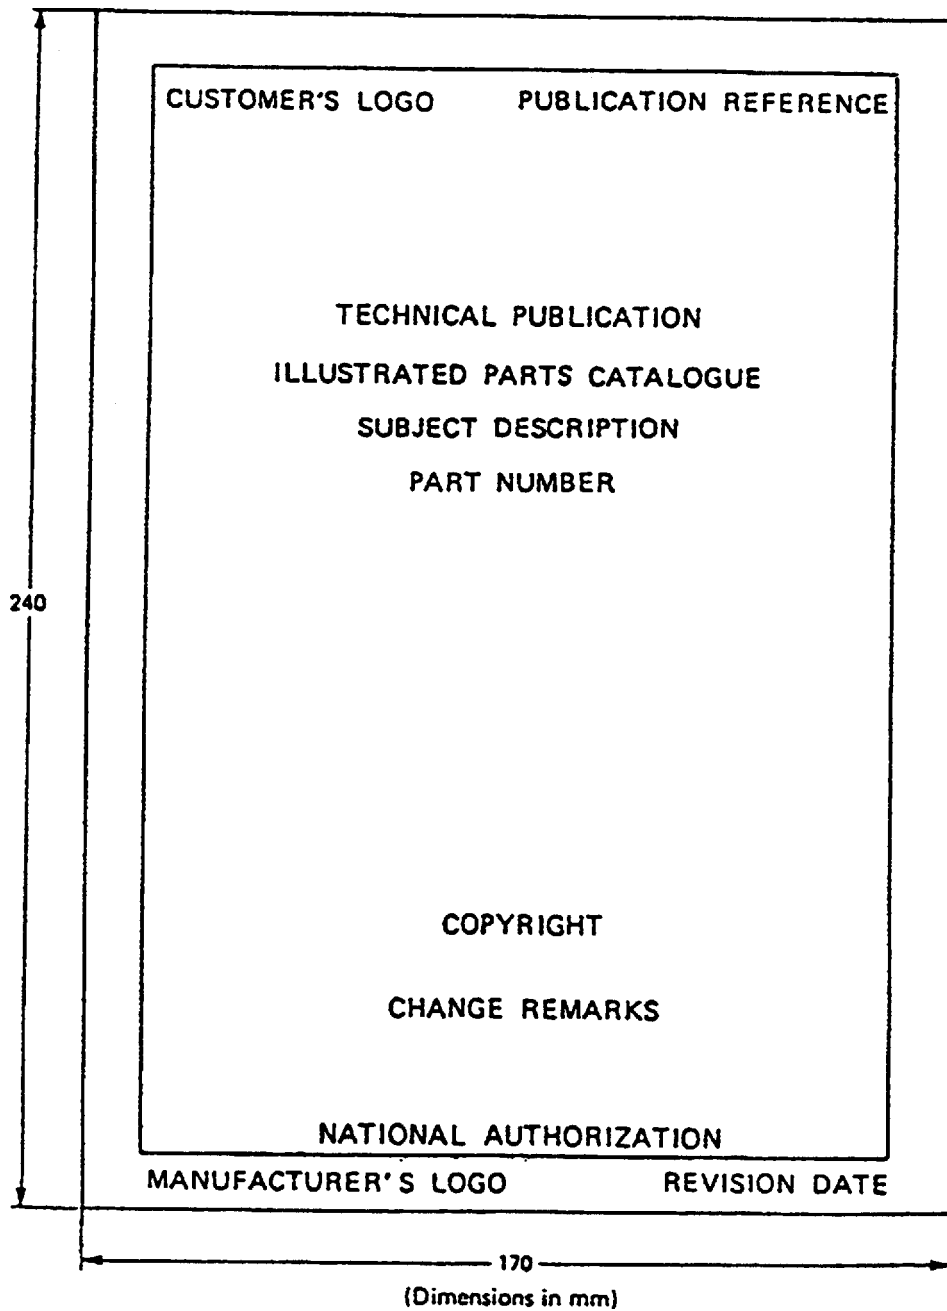 CUSTOMER'S LOGO PUBLICATION REFERENCE
TECHNICAL PUBLICATION
ILLUSTRATED PARTS CATALOGUE
SUBJECT DESCRIPTION
PART NUMBER
240
COPYRIGHT
CHANGE REMARKS
NATIONAL AUTHORIZATION
MANUFACTURER'S LOGO REVISION DATE
170
(Dimensions in mm)